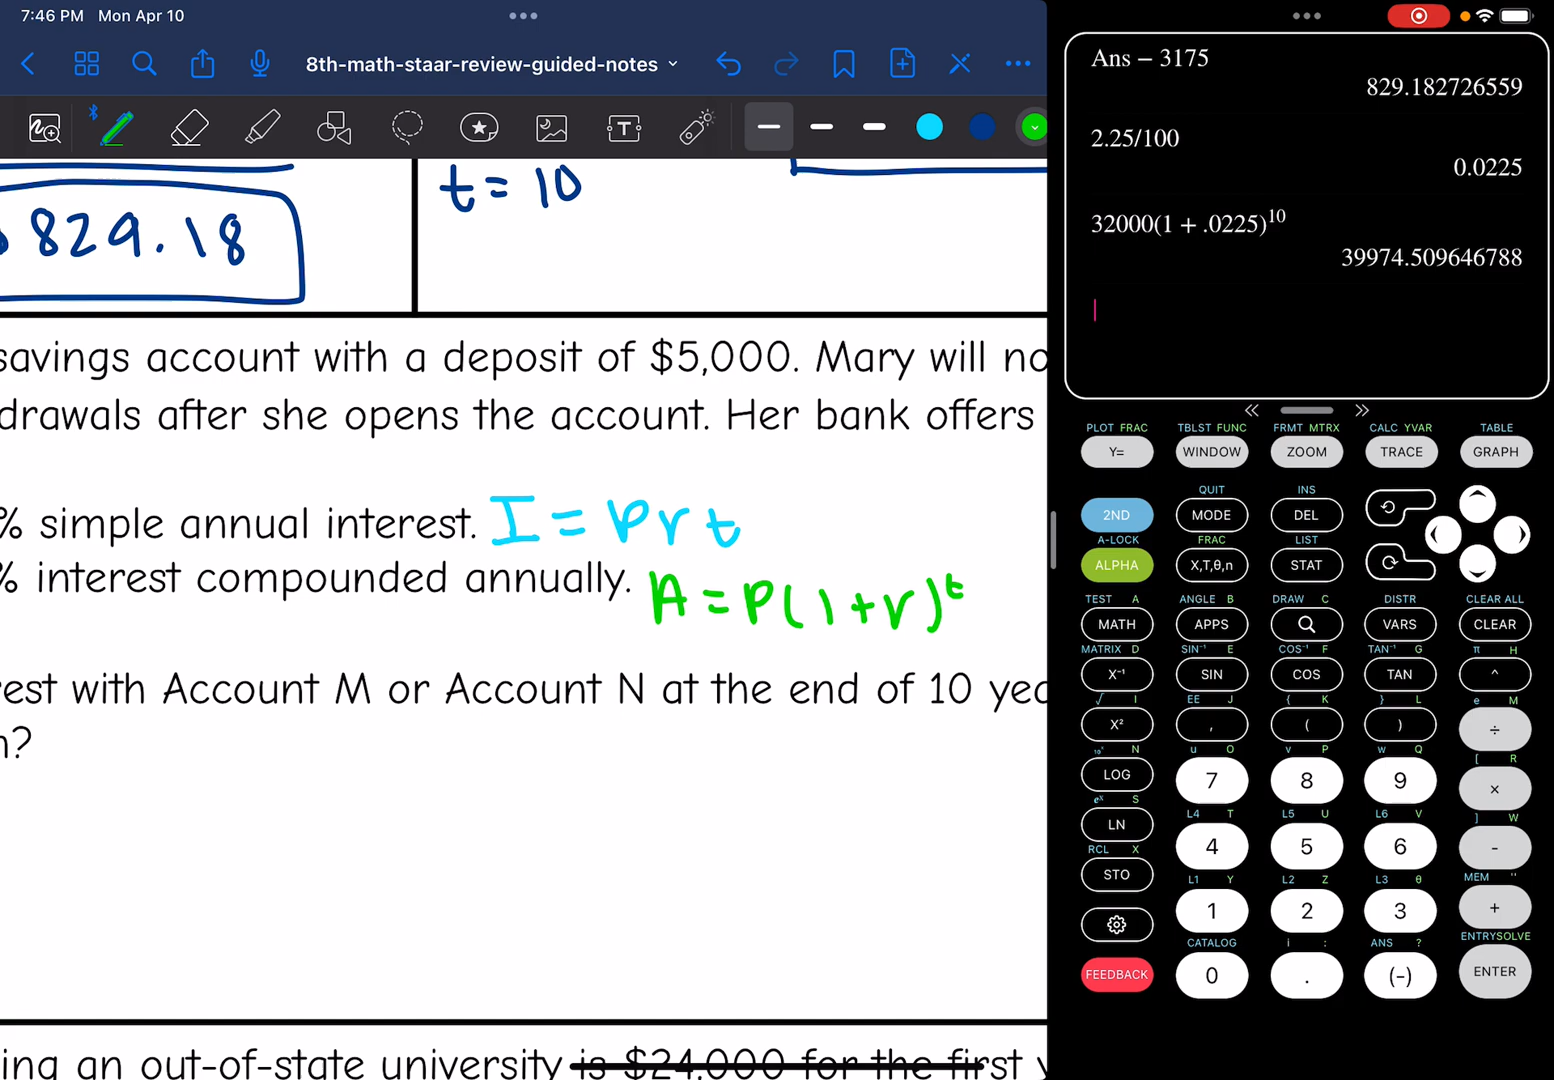 7:46 PM Mon Apr 10
8th-math-staar-review-guided-notes
829.18
t = 10
savings account with a deposit of $5,000. Mary will no
drawals after she opens the account. Her bank offers
% simple annual interest. I = Prt
% interest compounded annually. A = P(1+r)^t
est with Account M or Account N at the end of 10 yea
n?
ing an out-of-state university is $24,000 for the first y
Ans – 3175
829.182726559
2.25/100
0.0225
32000(1 + .0225)^10
39974.509646788
PLOT FRAC TBLST FUNC FRMT MTRX CALC YVAR TABLE
Y= WINDOW ZOOM TRACE GRAPH
QUIT INS
2ND MODE DEL
A-LOCK FRAC LIST
ALPHA X,T,θ,n STAT
TEST A ANGLE B DRAW C DISTR CLEAR ALL
MATH APPS VARS CLEAR
MATRIX D SIN⁻¹ E COS⁻¹ F TAN⁻¹ G π H
X⁻¹ SIN COS TAN ^
√ I EE J { K } L e M
X² , ( ) ÷
10ˣ N u O v P w Q [ R
LOG 7 8 9 ×
eˣ S L4 T L5 U L6 V ] W
LN 4 5 6 -
RCL X L1 Y L2 Z L3 θ MEM "
STO 1 2 3 +
CATALOG i : ANS ? ENTRY SOLVE
FEEDBACK 0 . (-) ENTER